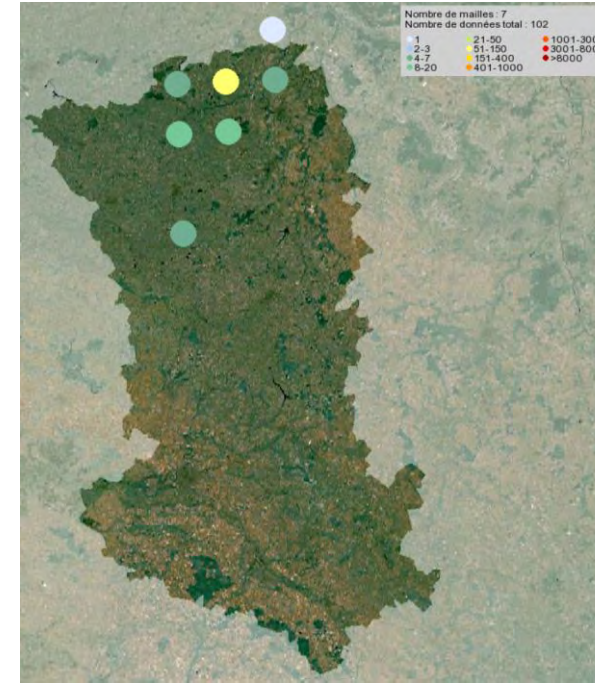 Nombre de mailles : 7
Nombre de données total : 102
1 21-50 1001-300
2-3 51-150 3001-800
4-7 151-400 >8000
8-20 401-1000